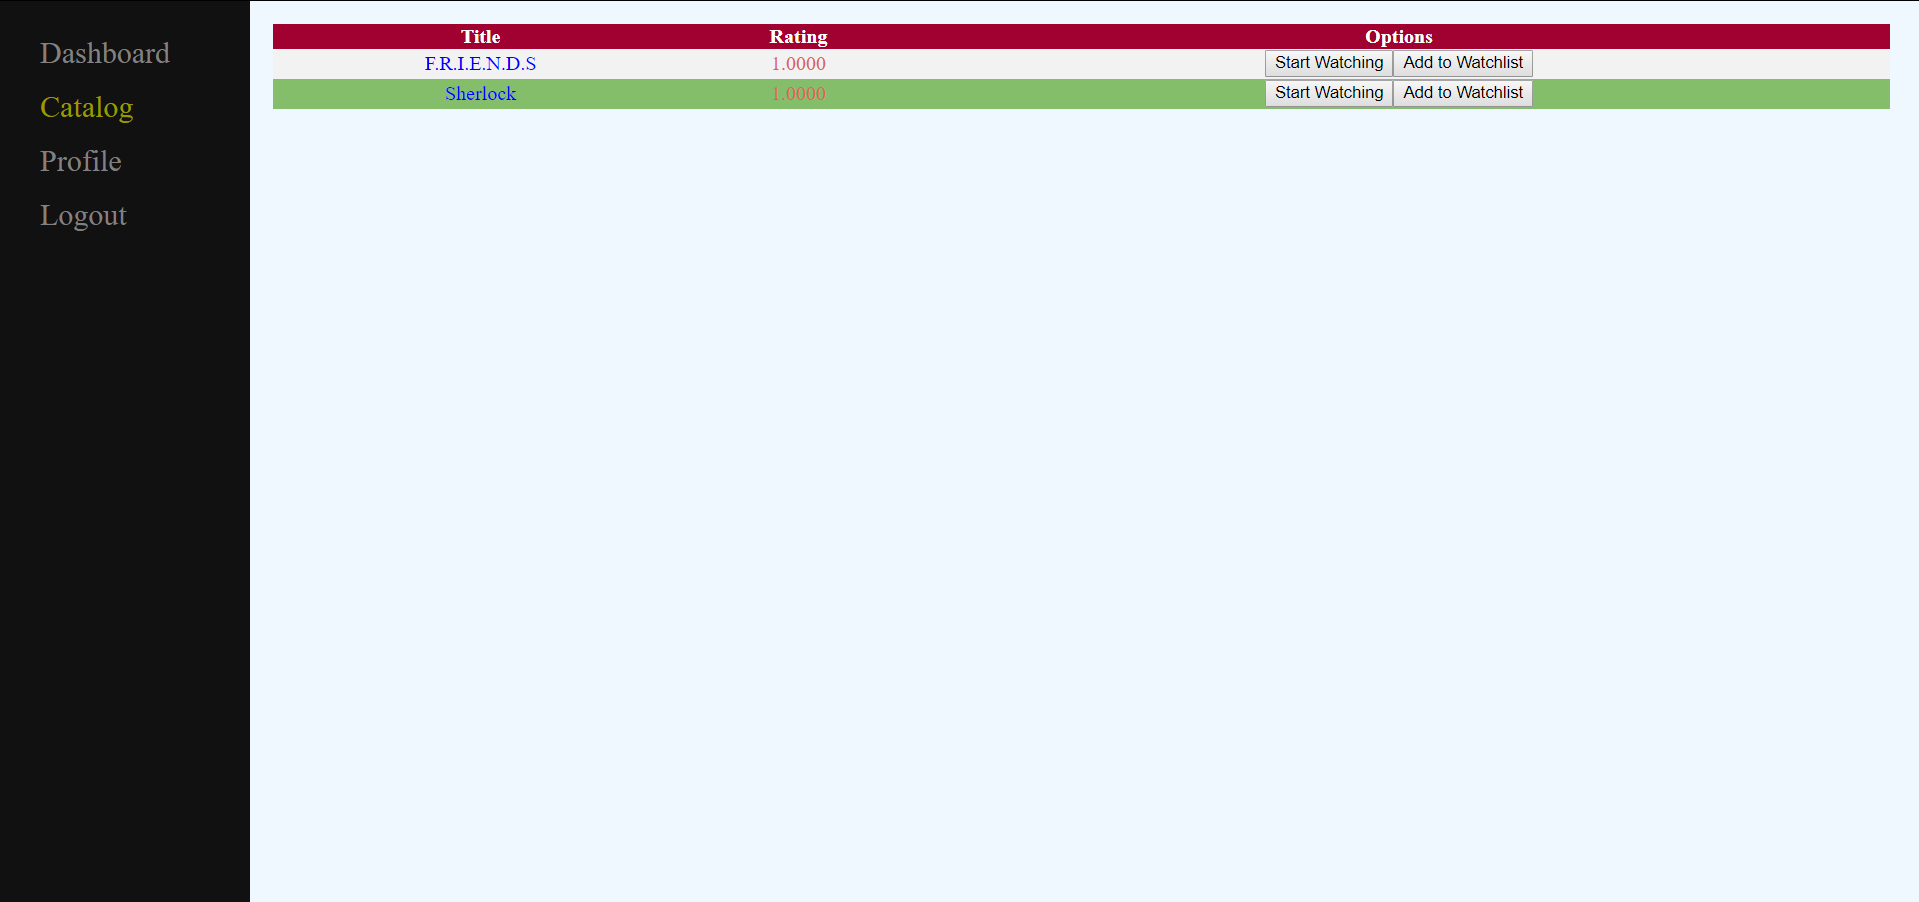 Dashboard
Catalog
Profile
Logout
Title Rating Options
F.R.I.E.N.D.S 1.0000 Start Watching Add to Watchlist
Sherlock 1.0000 Start Watching Add to Watchlist